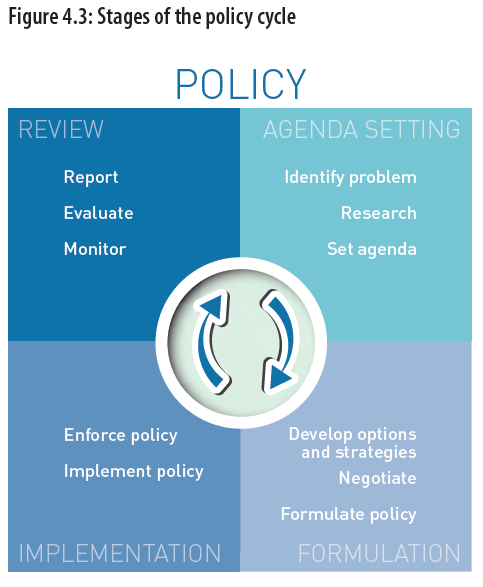 Figure 4.3: Stages of the policy cycle
POLICY
REVIEW
Report
Evaluate
Monitor
AGENDA SETTING
Identify problem
Research
Set agenda
Enforce policy
Implement policy
IMPLEMENTATION
Develop options
and strategies
Negotiate
Formulate policy
FORMULATION